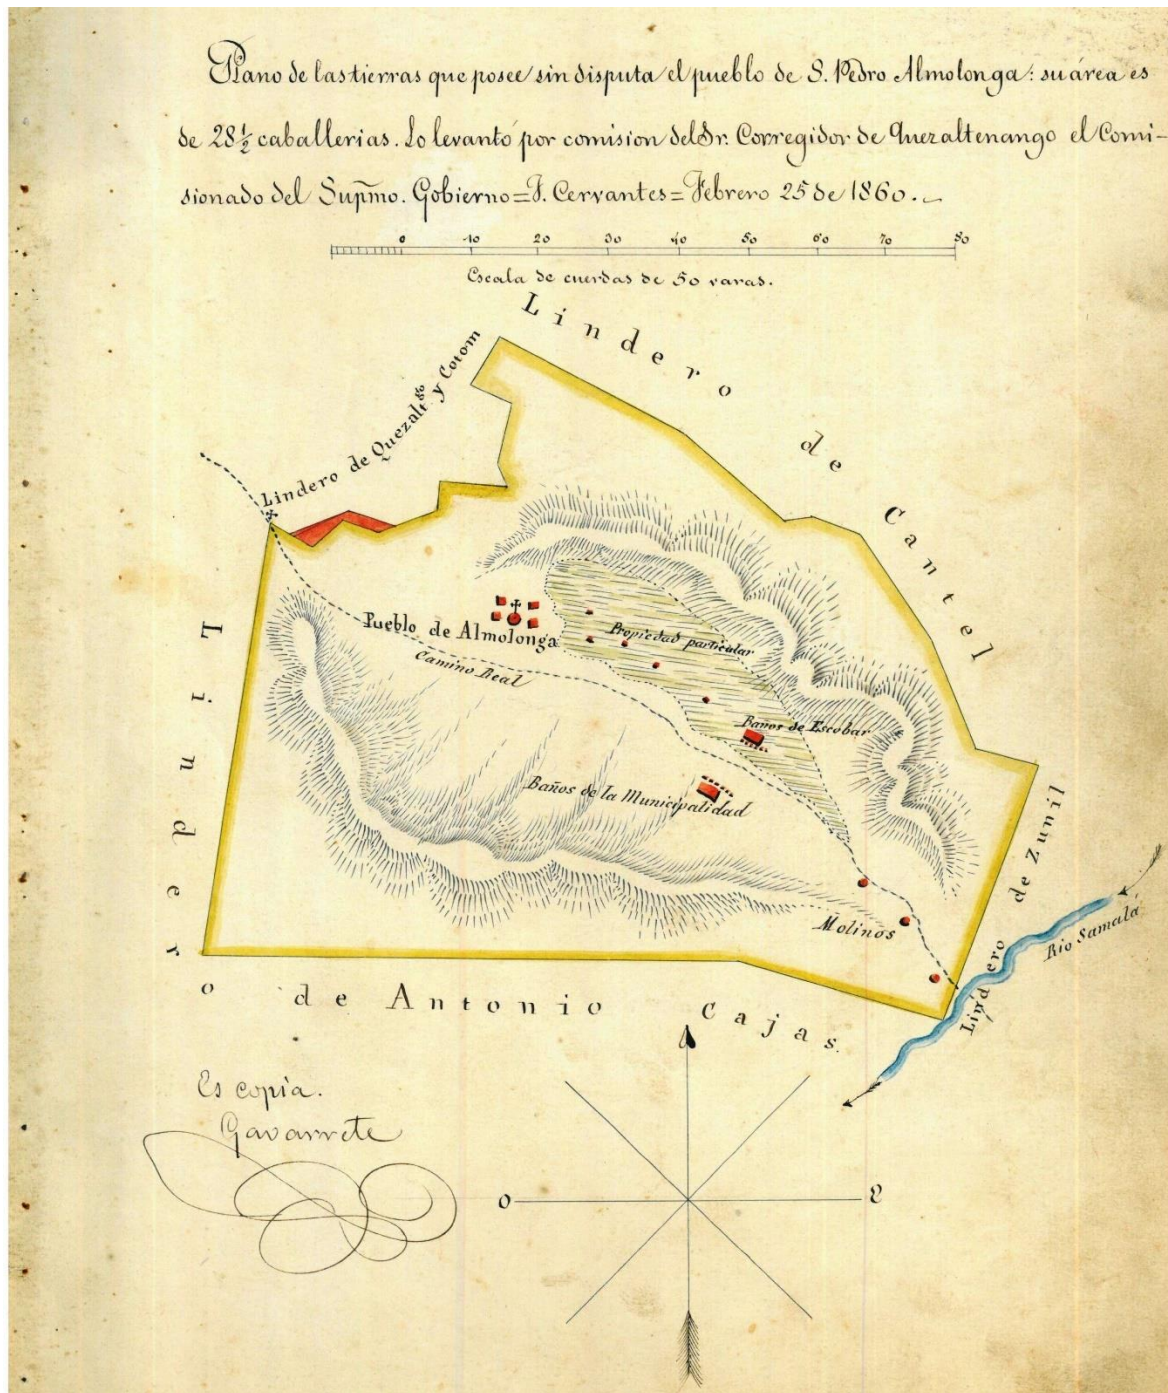 Plano de las tierras que posee sin disputa el pueblo de S. Pedro Almolonga: su área es
de 28½ caballerias. Lo levantó por comision del Sr. Corregidor de Quezaltenango el Comi-
sionado del Supmo. Gobierno = J. Cervantes = Febrero 25 de 1860.
0 10 20 30 40 50 60 70 80
Escala de cuerdas de 50 varas.
Lindero de Cantel
Lindero de Quezaltgo y Cotom
Pueblo de Almolonga
Propiedad particular
Camino Real
Baños de Escobar
Baños de la Municipalidad
Molinos
Lindero de Zunil
Rio Samalá
Lindero de Antonio Cajas.
Es copia.
Gavarrete
O E